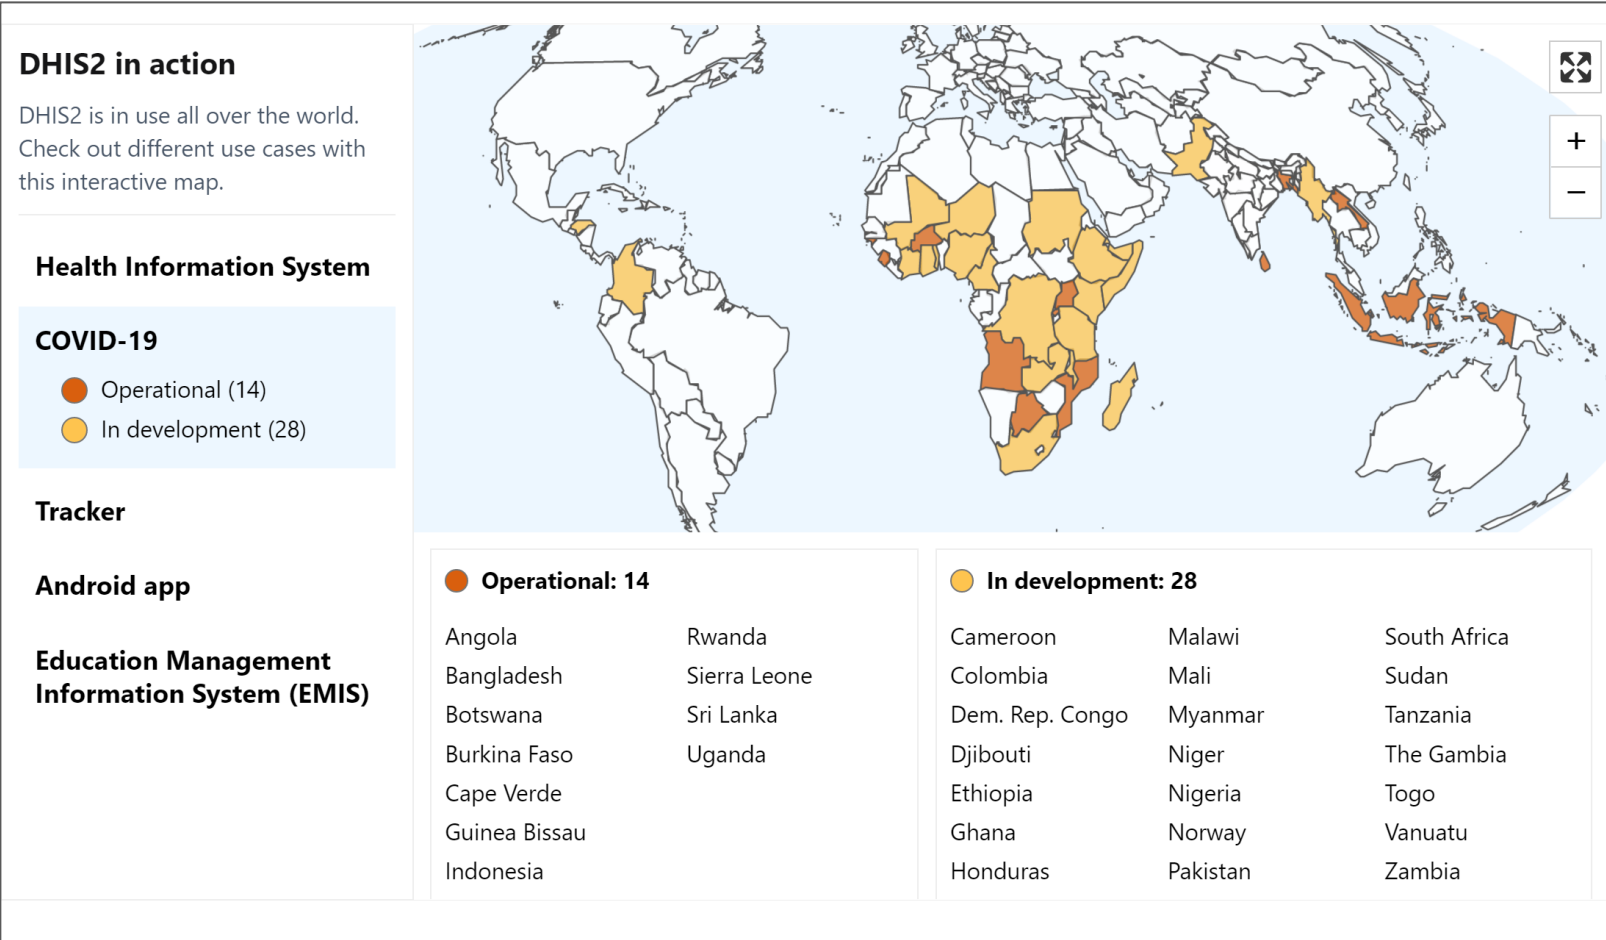 DHIS2 in action
DHIS2 is in use all over the world.
Check out different use cases with
this interactive map.
Health Information System
COVID-19
Operational (14)
In development (28)
Tracker
Android app
Education Management
Information System (EMIS)
+
−
Operational: 14
Angola
Bangladesh
Botswana
Burkina Faso
Cape Verde
Guinea Bissau
Indonesia
Rwanda
Sierra Leone
Sri Lanka
Uganda
In development: 28
Cameroon
Colombia
Dem. Rep. Congo
Djibouti
Ethiopia
Ghana
Honduras
Malawi
Mali
Myanmar
Niger
Nigeria
Norway
Pakistan
South Africa
Sudan
Tanzania
The Gambia
Togo
Vanuatu
Zambia